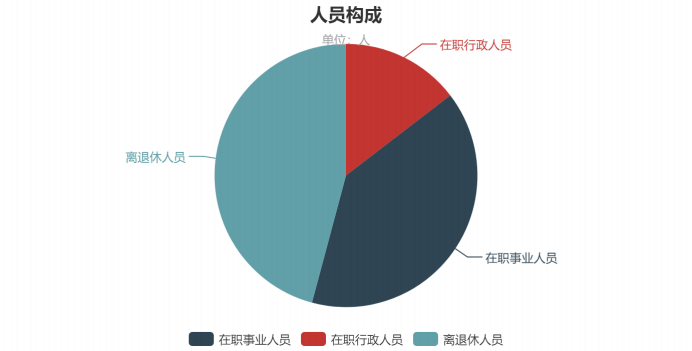 人员构成
单位：人
在职行政人员
离退休人员
在职事业人员
在职事业人员 在职行政人员 离退休人员